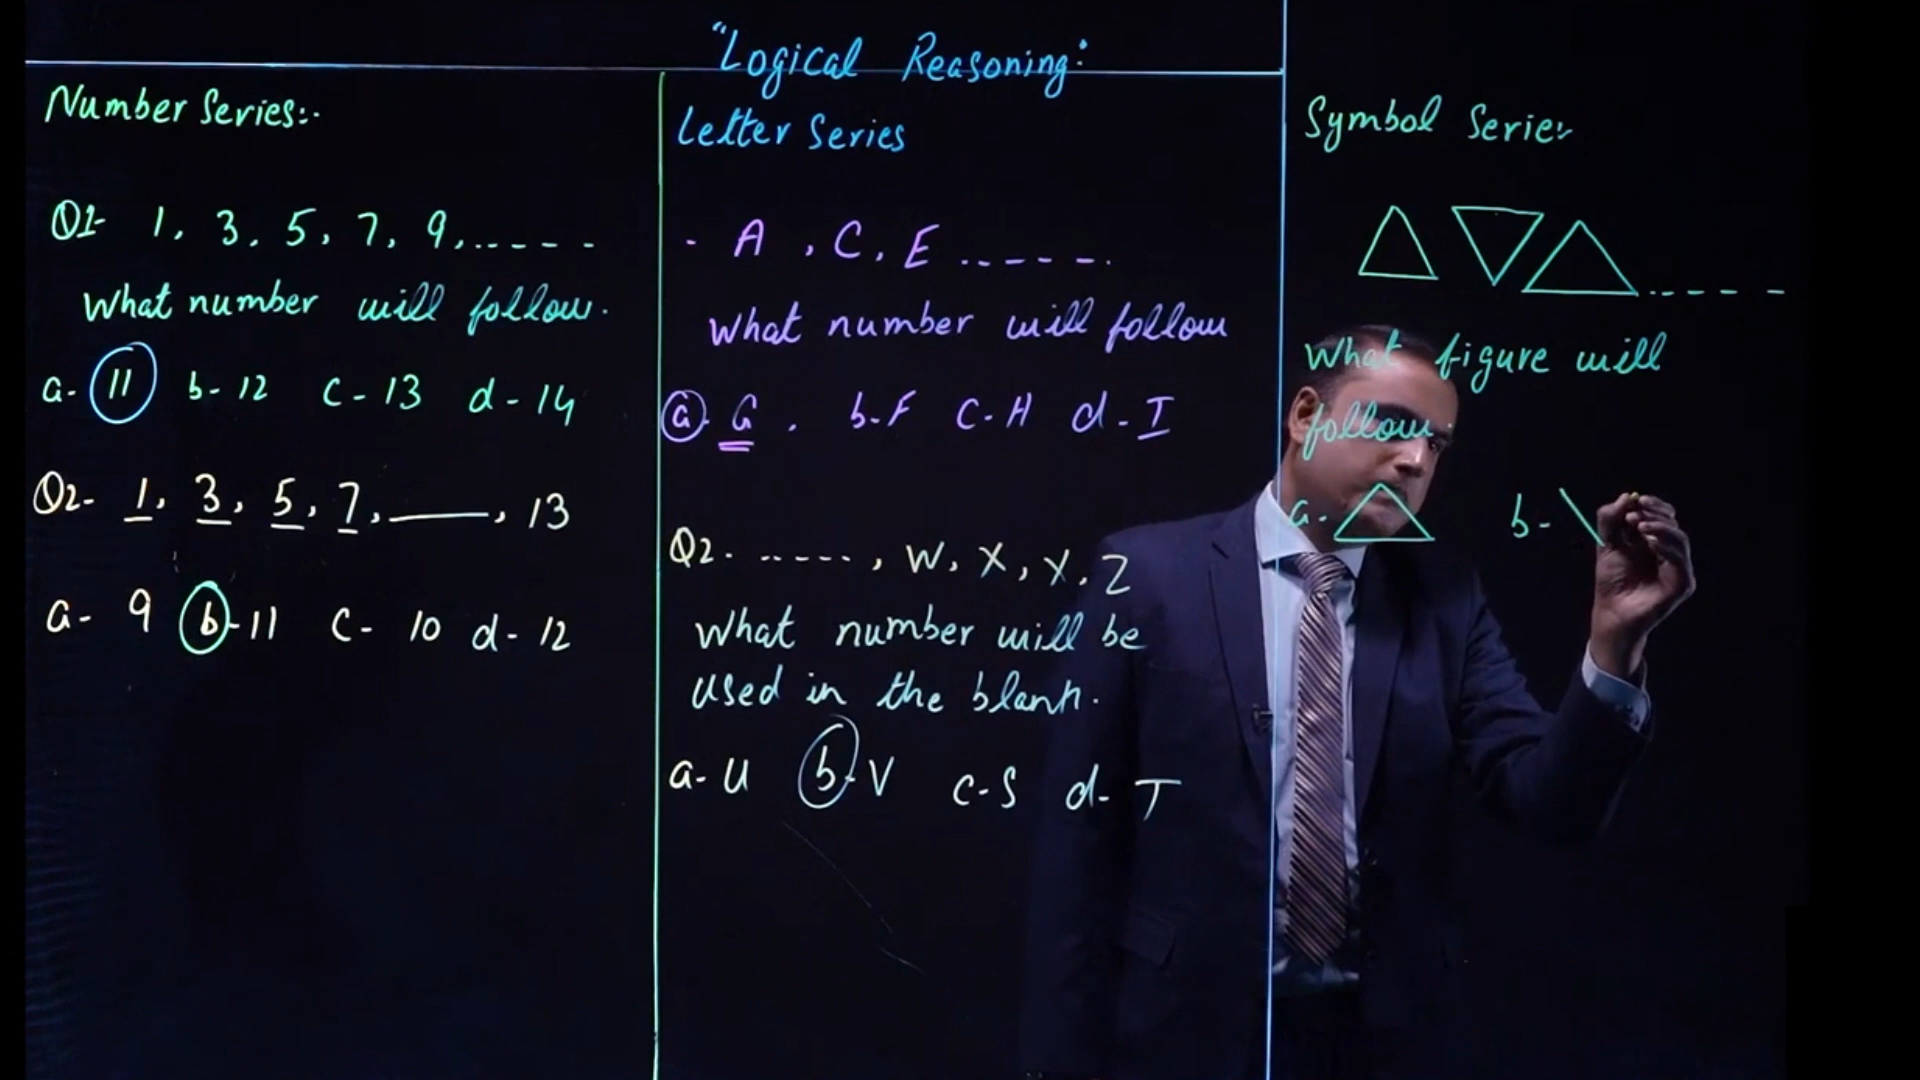 "Logical Reasoning:
Number Series:-
Q1- 1, 3, 5, 7, 9, -----
What number will follow.
a- 11 b- 12 c- 13 d- 14
Q2- 1, 3, 5, 7, ____, 13
a- 9 b- 11 c- 10 d- 12
Letter Series
- A, C, E -----.
What number will follow
a. G. b- F c- H d- I
Q2. -----, W, X, Y, Z
What number will be
used in the blank.
a- U b- V c- S d- T
Symbol Series
What figure will
follow.
a- b-